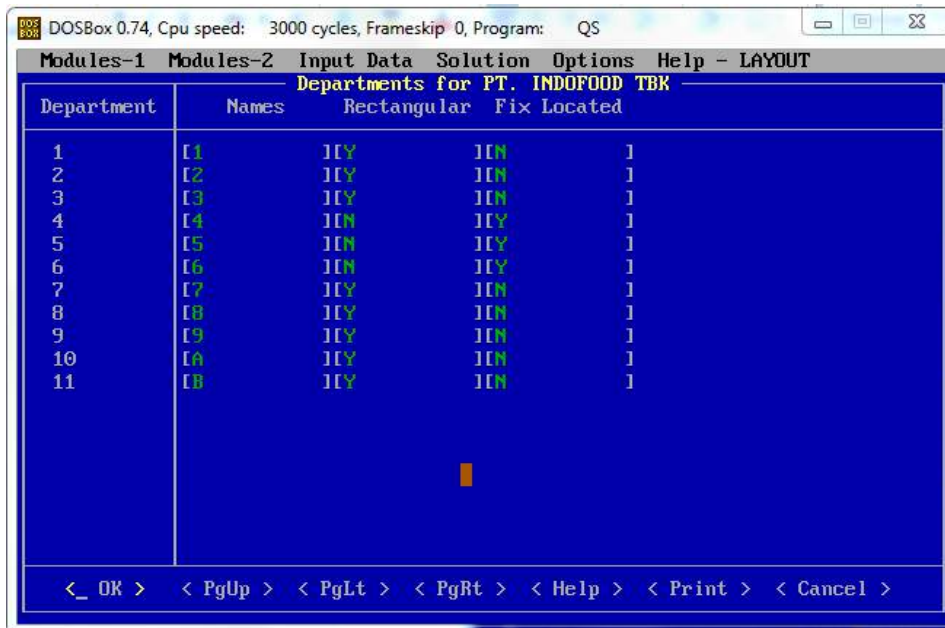 DOSBox 0.74, Cpu speed: 3000 cycles, Frameskip 0, Program: QS
Modules-1 Modules-2 Input Data Solution Options Help - LAYOUT
Departments for PT. INDOFOOD TBK
Department Names Rectangular Fix Located
1 [1 ][Y ][N ]
2 [2 ][Y ][N ]
3 [3 ][Y ][N ]
4 [4 ][N ][Y ]
5 [5 ][N ][Y ]
6 [6 ][N ][Y ]
7 [7 ][Y ][N ]
8 [8 ][Y ][N ]
9 [9 ][Y ][N ]
10 [A ][Y ][N ]
11 [B ][Y ][N ]
<_ OK > < PgUp > < PgLt > < PgRt > < Help > < Print > < Cancel >